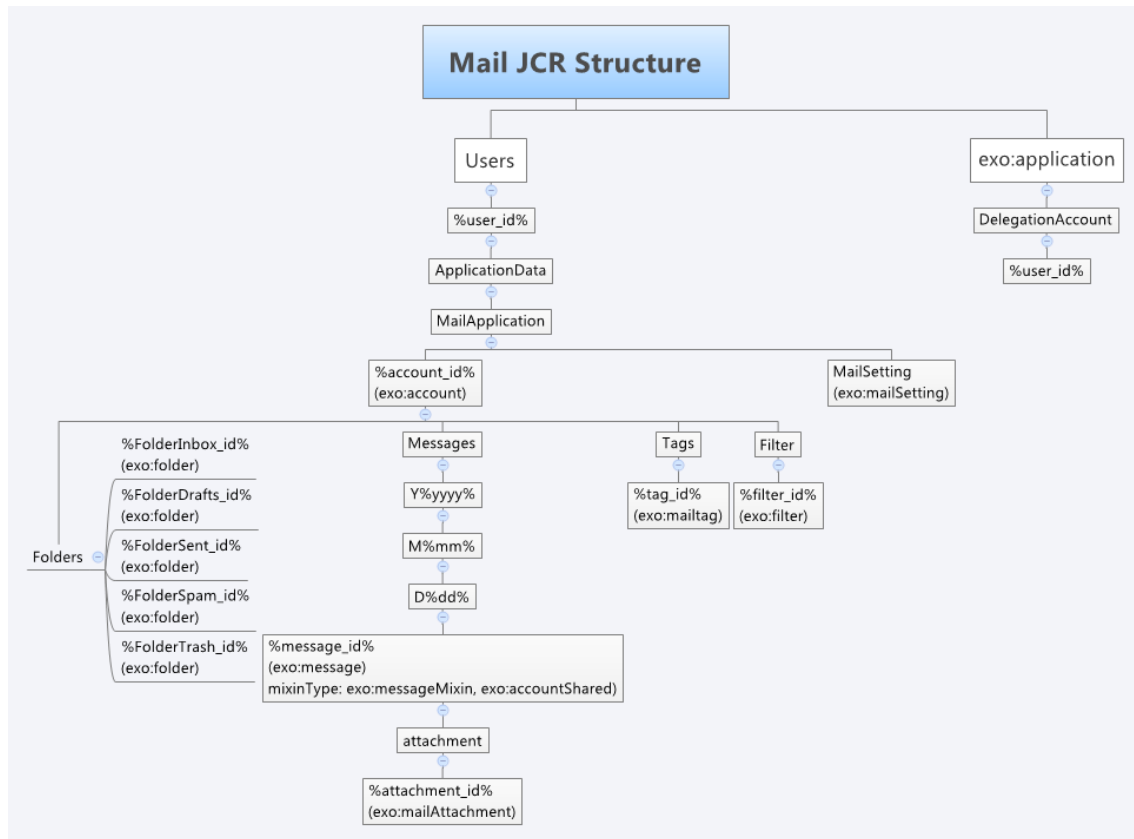 Mail JCR Structure
Users
exo:application
%user_id%
DelegationAccount
ApplicationData
%user_id%
MailApplication
%account_id%
(exo:account)
MailSetting
(exo:mailSetting)
Folders
%FolderInbox_id%
(exo:folder)
%FolderDrafts_id%
(exo:folder)
%FolderSent_id%
(exo:folder)
%FolderSpam_id%
(exo:folder)
%FolderTrash_id%
(exo:folder)
Messages
Y%yyyy%
M%mm%
D%dd%
%message_id%
(exo:message)
mixinType: exo:messageMixin, exo:accountShared)
attachment
%attachment_id%
(exo:mailAttachment)
Tags
%tag_id%
(exo:mailtag)
Filter
%filter_id%
(exo:filter)